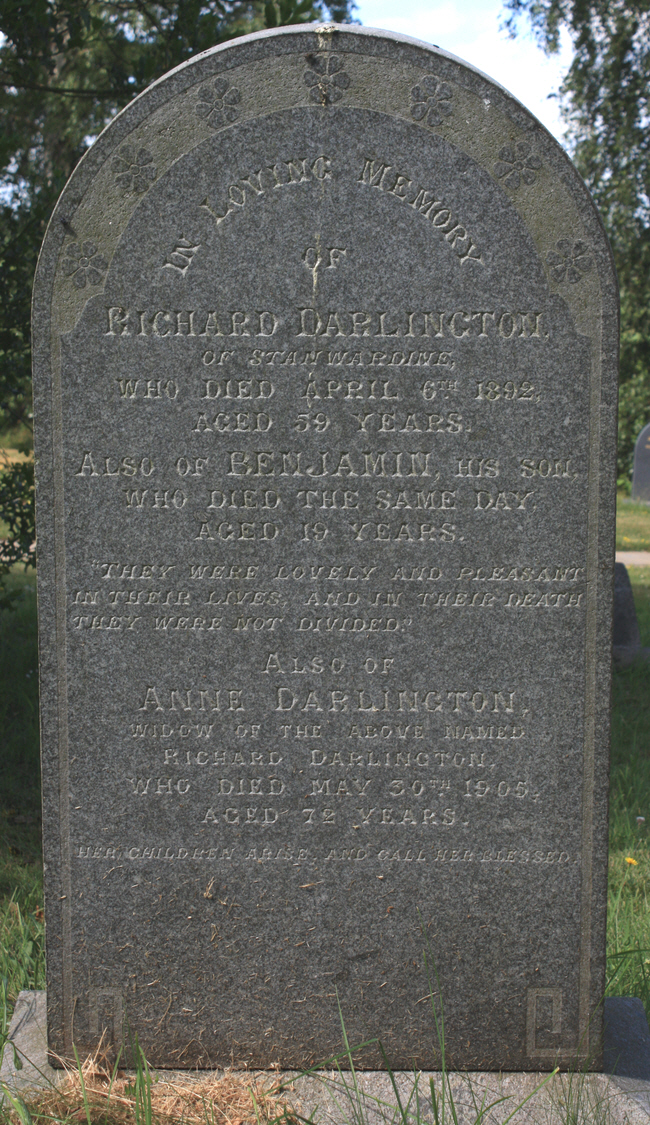 IN LOVING MEMORY
OF
RICHARD DARLINGTON,
OF STANWARDINE,
WHO DIED APRIL 6TH 1892,
AGED 59 YEARS.
ALSO OF BENJAMIN, HIS SON,
WHO DIED THE SAME DAY,
AGED 19 YEARS.
"THEY WERE LOVELY AND PLEASANT
IN THEIR LIVES, AND IN THEIR DEATH
THEY WERE NOT DIVIDED."
ALSO OF
ANNE DARLINGTON,
WIDOW OF THE ABOVE NAMED
RICHARD DARLINGTON,
WHO DIED MAY 30TH 1905,
AGED 72 YEARS.
HER CHILDREN ARISE, AND CALL HER BLESSED.